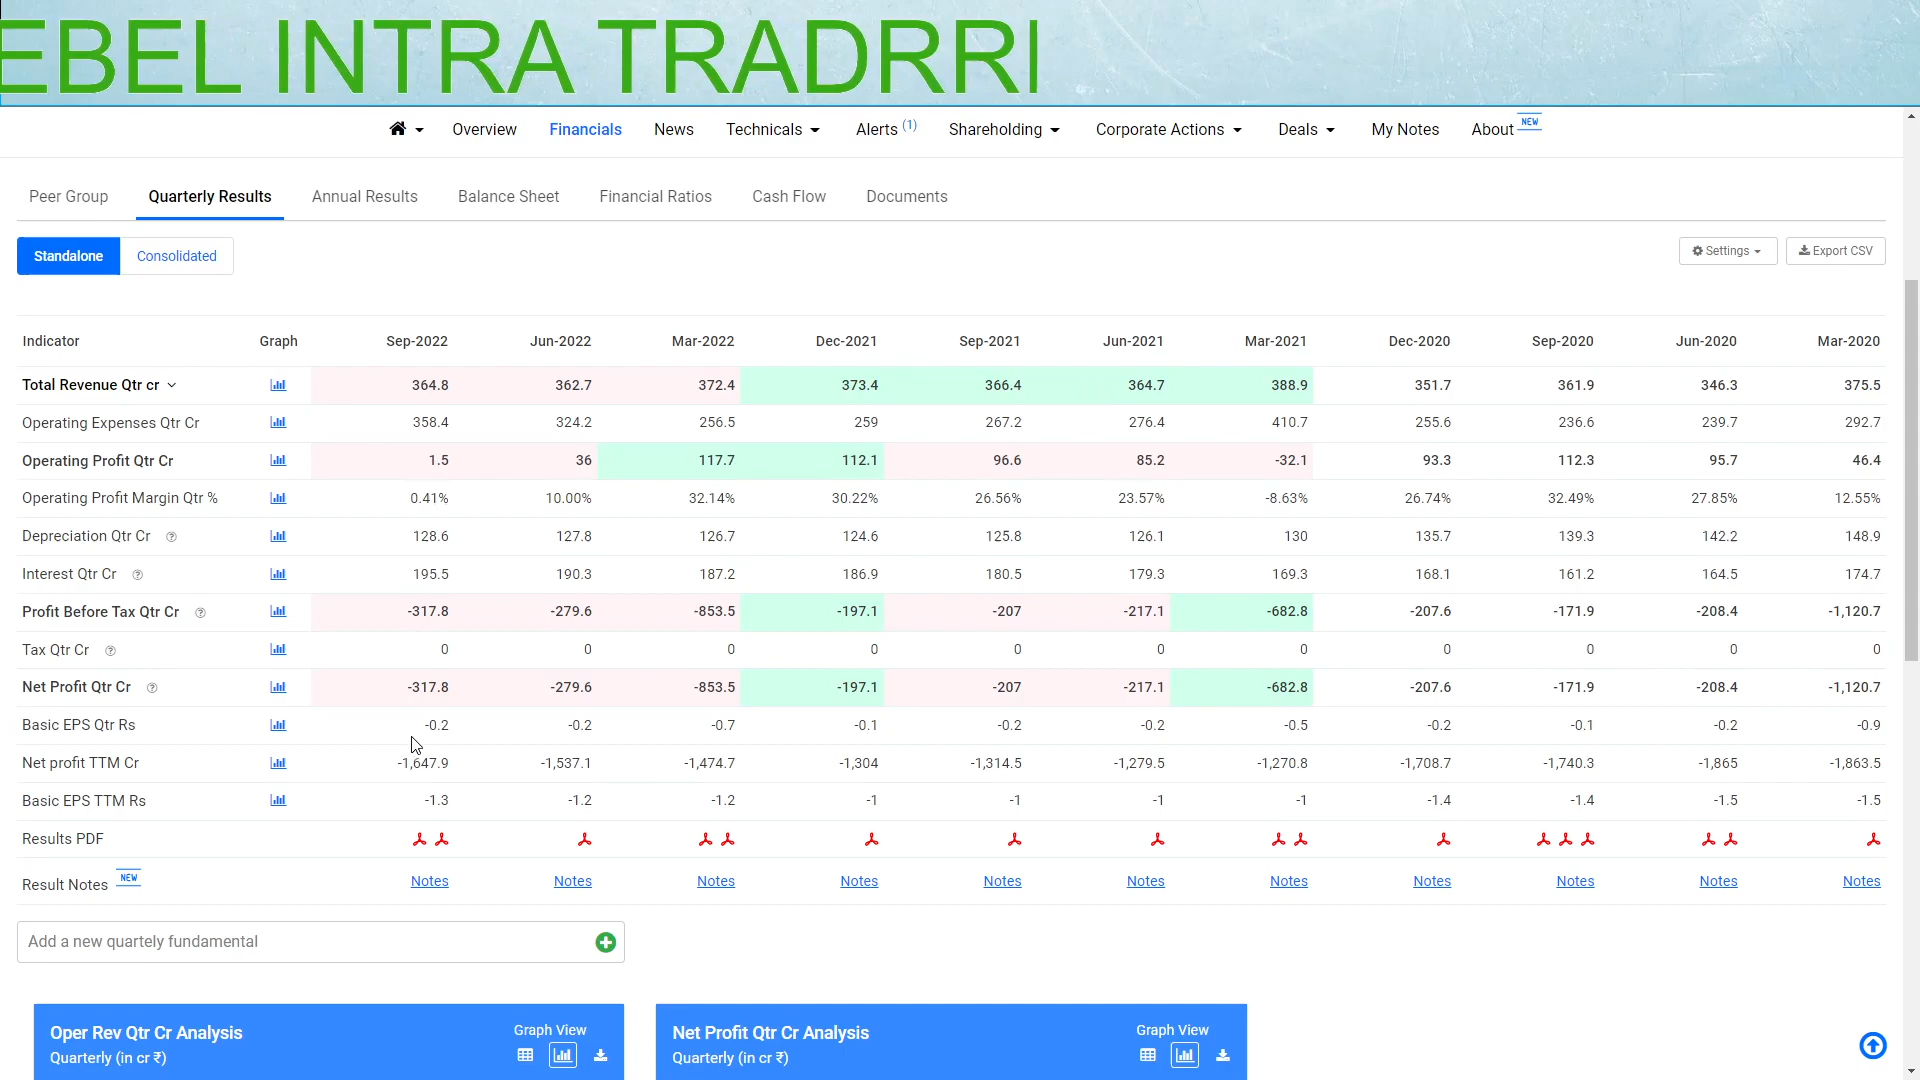 EBEL INTRA TRADRRI
Overview Financials News Technicals Alerts (1) Shareholding Corporate Actions Deals My Notes About NEW
Peer Group Quarterly Results Annual Results Balance Sheet Financial Ratios Cash Flow Documents
Standalone Consolidated Settings Export CSV
Indicator Graph Sep-2022 Jun-2022 Mar-2022 Dec-2021 Sep-2021 Jun-2021 Mar-2021 Dec-2020 Sep-2020 Jun-2020 Mar-2020
Total Revenue Qtr cr 364.8 362.7 372.4 373.4 366.4 364.7 388.9 351.7 361.9 346.3 375.5
Operating Expenses Qtr Cr 358.4 324.2 256.5 259 267.2 276.4 410.7 255.6 236.6 239.7 292.7
Operating Profit Qtr Cr 1.5 36 117.7 112.1 96.6 85.2 -32.1 93.3 112.3 95.7 46.4
Operating Profit Margin Qtr % 0.41% 10.00% 32.14% 30.22% 26.56% 23.57% -8.63% 26.74% 32.49% 27.85% 12.55%
Depreciation Qtr Cr ? 128.6 127.8 126.7 124.6 125.8 126.1 130 135.7 139.3 142.2 148.9
Interest Qtr Cr ? 195.5 190.3 187.2 186.9 180.5 179.3 169.3 168.1 161.2 164.5 174.7
Profit Before Tax Qtr Cr ? -317.8 -279.6 -853.5 -197.1 -207 -217.1 -682.8 -207.6 -171.9 -208.4 -1,120.7
Tax Qtr Cr ? 0 0 0 0 0 0 0 0 0 0 0
Net Profit Qtr Cr ? -317.8 -279.6 -853.5 -197.1 -207 -217.1 -682.8 -207.6 -171.9 -208.4 -1,120.7
Basic EPS Qtr Rs -0.2 -0.2 -0.7 -0.1 -0.2 -0.2 -0.5 -0.2 -0.1 -0.2 -0.9
Net profit TTM Cr -1,647.9 -1,537.1 -1,474.7 -1,304 -1,314.5 -1,279.5 -1,270.8 -1,708.7 -1,740.3 -1,865 -1,863.5
Basic EPS TTM Rs -1.3 -1.2 -1.2 -1 -1 -1 -1 -1.4 -1.4 -1.5 -1.5
Results PDF
Result Notes NEW Notes Notes Notes Notes Notes Notes Notes Notes Notes Notes Notes
Add a new quartely fundamental
Oper Rev Qtr Cr Analysis Graph View Net Profit Qtr Cr Analysis Graph View
Quarterly (in cr ₹) Quarterly (in cr ₹)